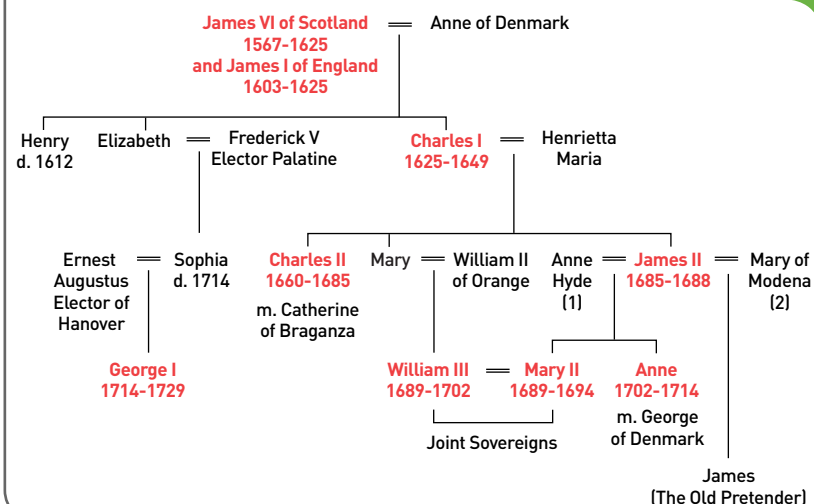 James VI of Scotland
1567-1625
and James I of England
1603-1625
Anne of Denmark
Henry
d. 1612
Elizabeth
Frederick V
Elector Palatine
Charles I
1625-1649
Henrietta
Maria
Ernest
Augustus
Elector of
Hanover
Sophia
d. 1714
Charles II
1660-1685
m. Catherine
of Braganza
Mary
William II
of Orange
Anne
Hyde
(1)
James II
1685-1688
Mary of
Modena
(2)
George I
1714-1729
William III
1689-1702
Mary II
1689-1694
Joint Sovereigns
Anne
1702-1714
m. George
of Denmark
James
(The Old Pretender)